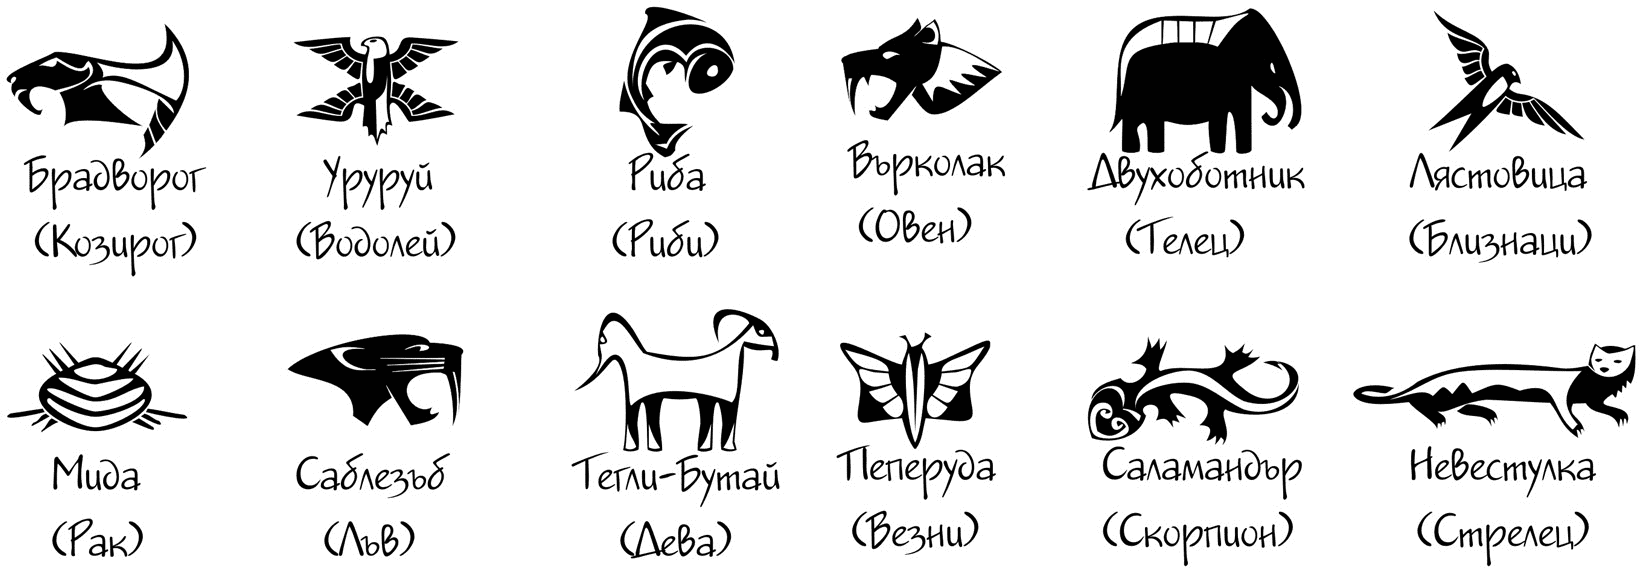 Брадворог
(Козирог)
Уруруй
(Водолей)
Риба
(Риби)
Върколак
(Овен)
Двухоботник
(Телец)
Лястовица
(Близнаци)
Мида
(Рак)
Саблезъб
(Лъв)
Тегли-Бутай
(Дева)
Пеперуда
(Везни)
Саламандър
(Скорпион)
Невестулка
(Стрелец)